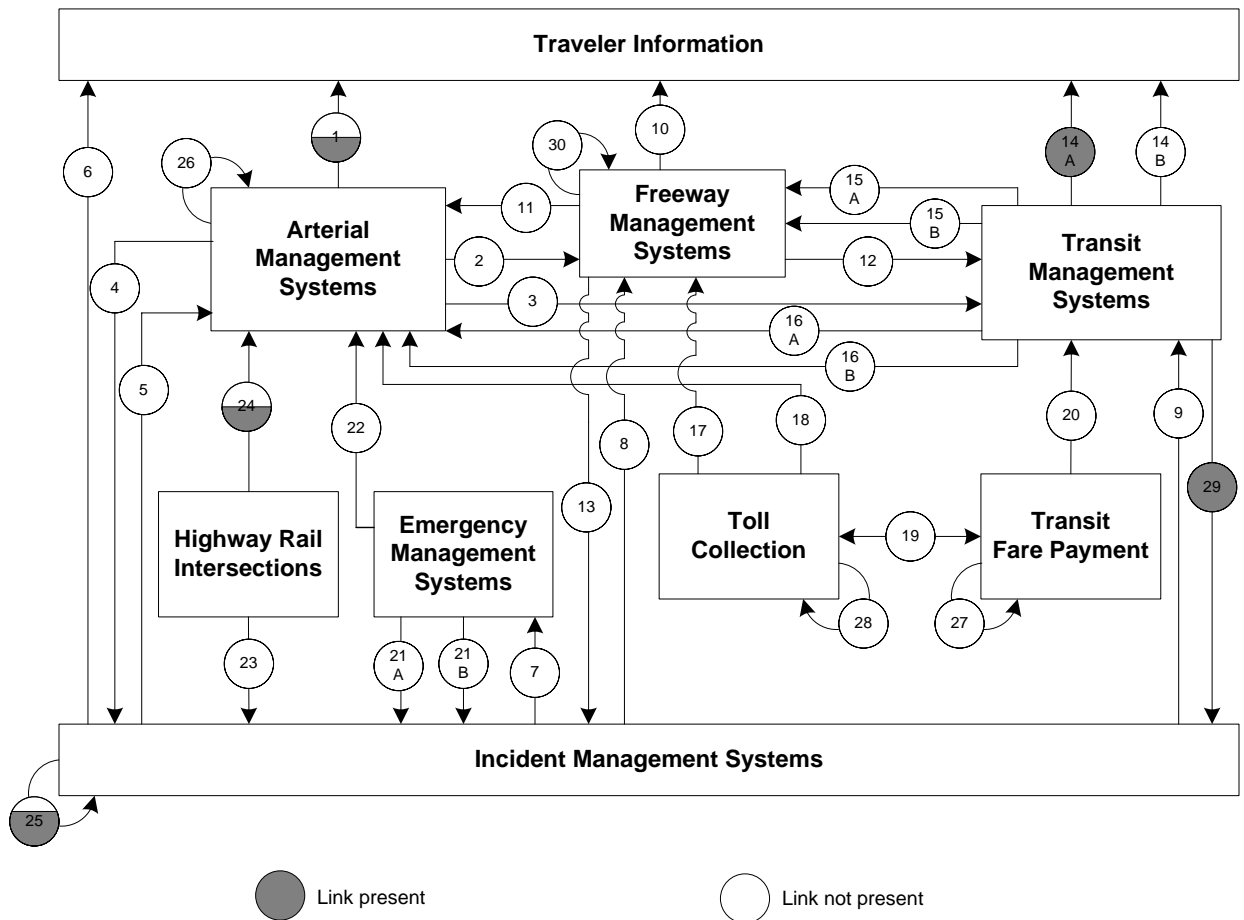 Traveler Information
1
10
14
A
14
B
6
26
30
15
A
11
Freeway
Management
Systems
15
B
Arterial
Management
Systems
2
12
Transit
Management
Systems
4
3
16
A
5
16
B
24
22
8
17
18
20
9
13
29
Highway Rail
Intersections
Emergency
Management
Systems
Toll
Collection
19
Transit
Fare Payment
28
27
23
21
A
21
B
7
Incident Management Systems
25
Link present
Link not present